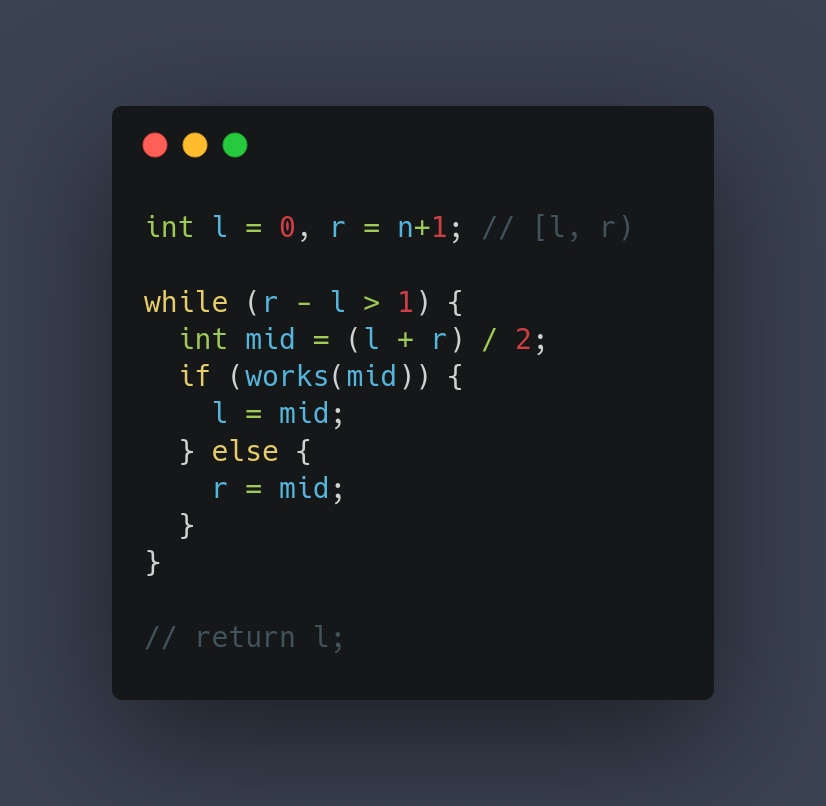 int l = 0, r = n+1; // [l, r)
while (r - l > 1) {
  int mid = (l + r) / 2;
  if (works(mid)) {
    l = mid;
  } else {
    r = mid;
  }
}
// return l;